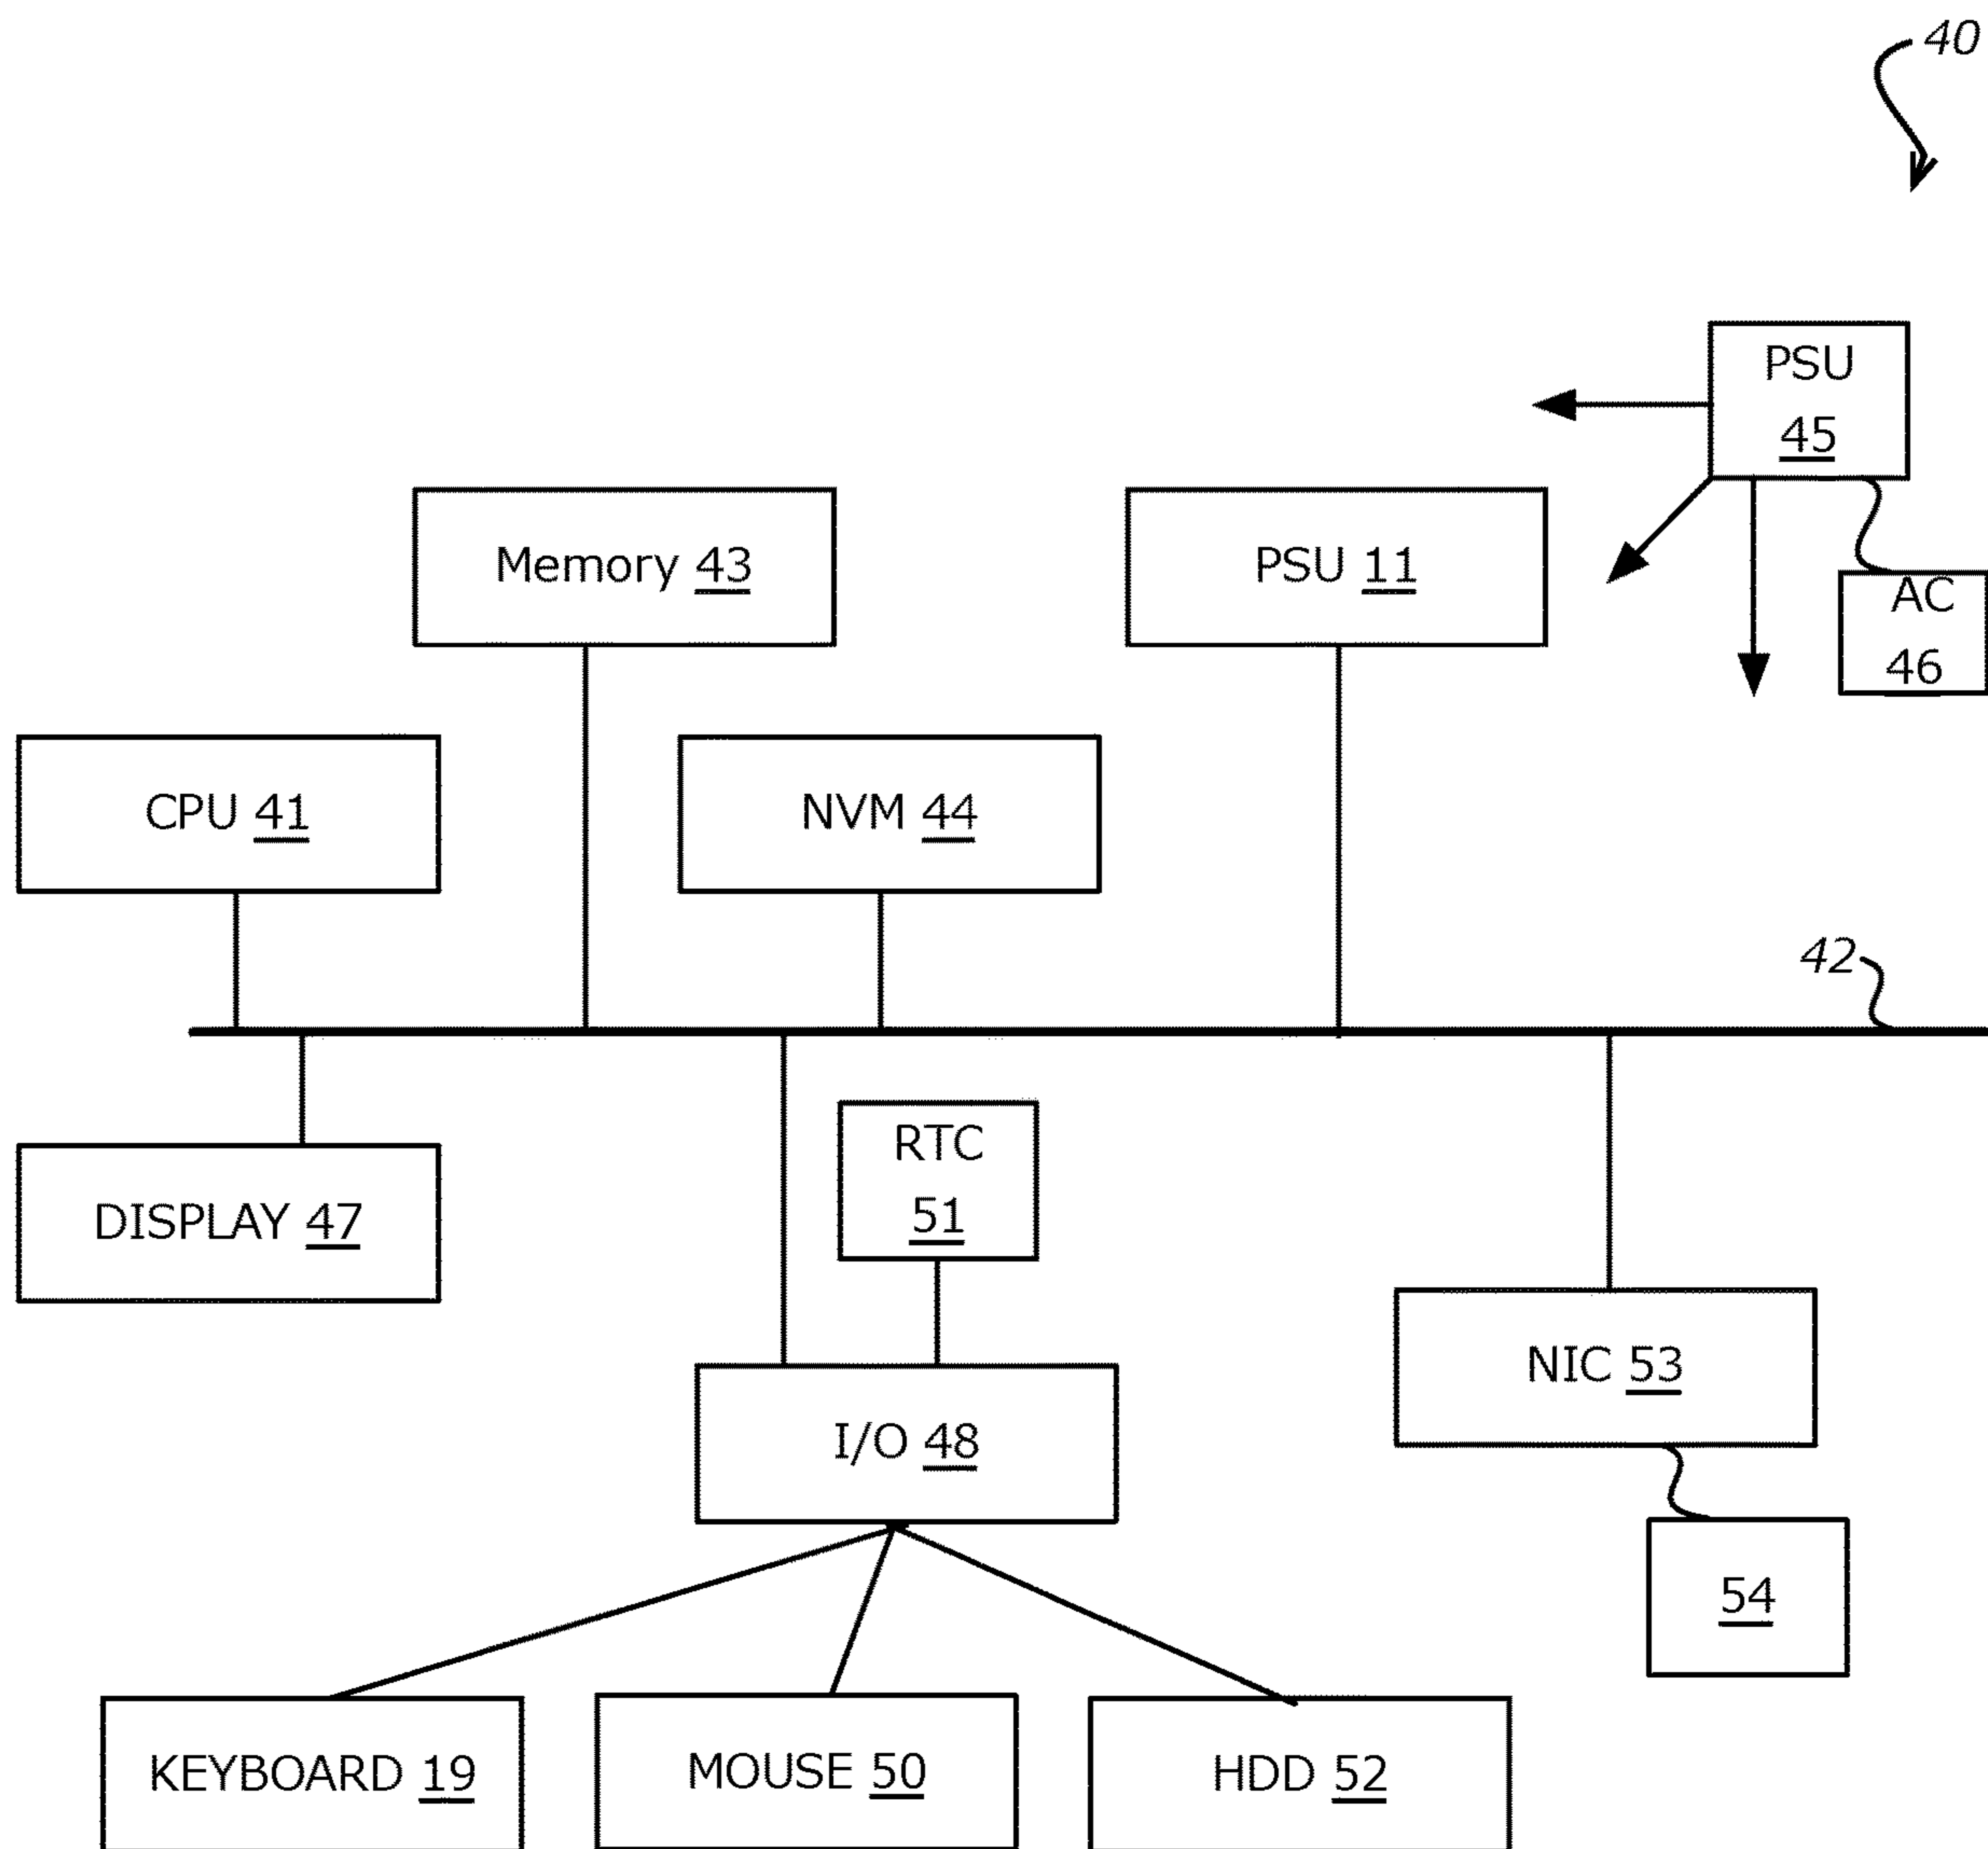 40
PSU
45
Memory 43
PSU 11
AC
46
CPU 41
NVM 44
42
RTC
51
DISPLAY 47
NIC 53
I/O 48
54
KEYBOARD 19
MOUSE 50
HDD 52